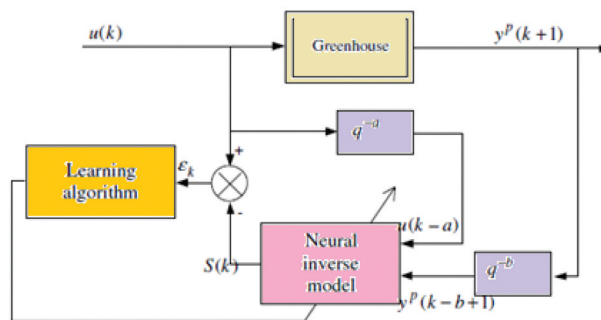 u(k)
Greenhouse
y^p(k+1)
q^{-a}
+
Learning
algorithm
ε_k
-
u(k-a)
S(k)
Neural
inverse
model
q^{-b}
y^p(k-b+1)